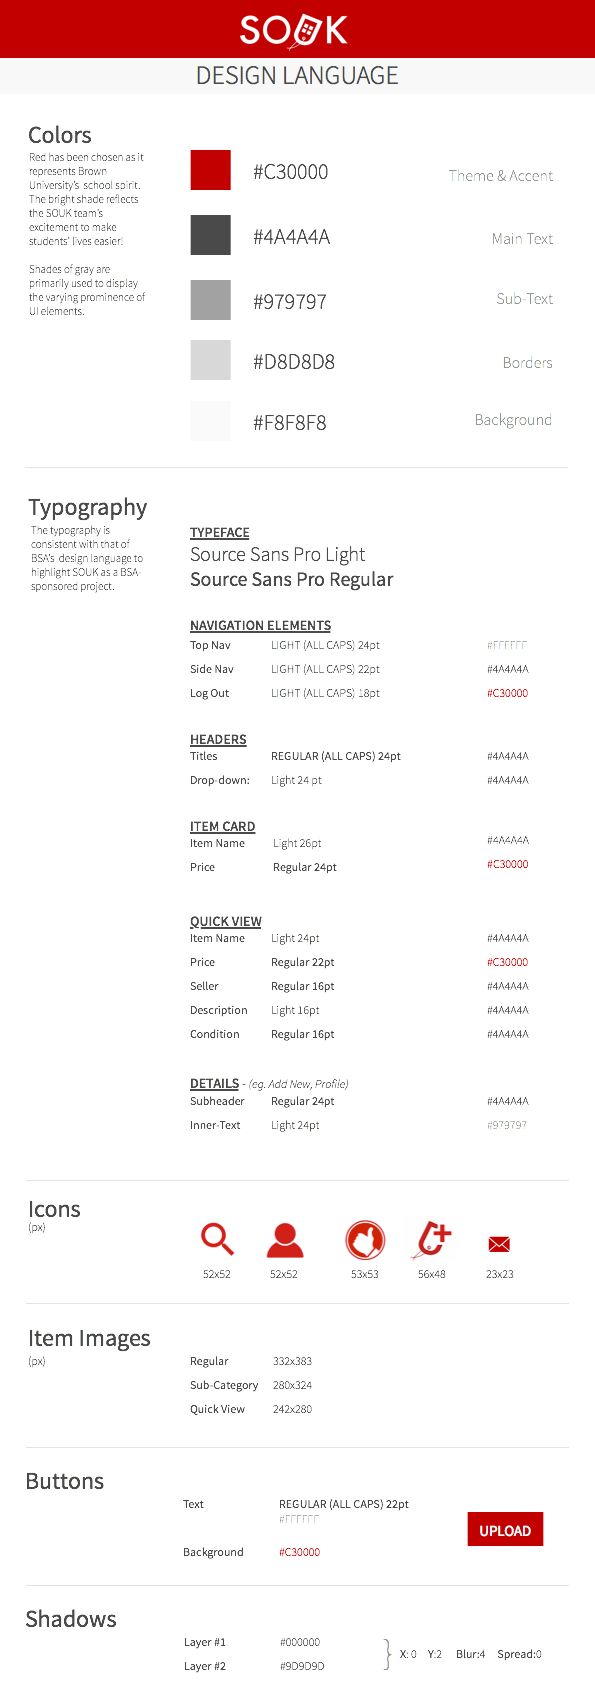 SOUK
DESIGN LANGUAGE
Colors
Red has been chosen as it
represents Brown
University's school spirit.
The bright shade reflects
the SOUK team's
excitement to make
students' lives easier!
Shades of gray are
primarily used to display
the varying prominence of
UI elements.
#C30000 Theme & Accent
#4A4A4A Main Text
#979797 Sub-Text
#D8D8D8 Borders
#F8F8F8 Background
Typography
The typography is
consistent with that of
BSA's design language to
highlight SOUK as a BSA-
sponsored project.
TYPEFACE
Source Sans Pro Light
Source Sans Pro Regular
NAVIGATION ELEMENTS
Top Nav LIGHT (ALL CAPS) 24pt #FFFFFF
Side Nav LIGHT (ALL CAPS) 22pt #4A4A4A
Log Out LIGHT (ALL CAPS) 18pt #C30000
HEADERS
Titles REGULAR (ALL CAPS) 24pt #4A4A4A
Drop-down: Light 24 pt #4A4A4A
ITEM CARD
Item Name Light 26pt #4A4A4A
Price Regular 24pt #C30000
QUICK VIEW
Item Name Light 24pt #4A4A4A
Price Regular 22pt #C30000
Seller Regular 16pt #4A4A4A
Description Light 16pt #4A4A4A
Condition Regular 16pt #4A4A4A
DETAILS - (eg. Add New, Profile)
Subheader Regular 24pt #4A4A4A
Inner-Text Light 24pt #979797
Icons
(px)
52x52 52x52 53x53 56x48 23x23
Item Images
(px)
Regular 332x383
Sub-Category 280x324
Quick View 242x280
Buttons
Text REGULAR (ALL CAPS) 22pt
#FFFFFF
UPLOAD
Background #C30000
Shadows
Layer #1 #000000
X: 0 Y:2 Blur:4 Spread:0
Layer #2 #9D9D9D